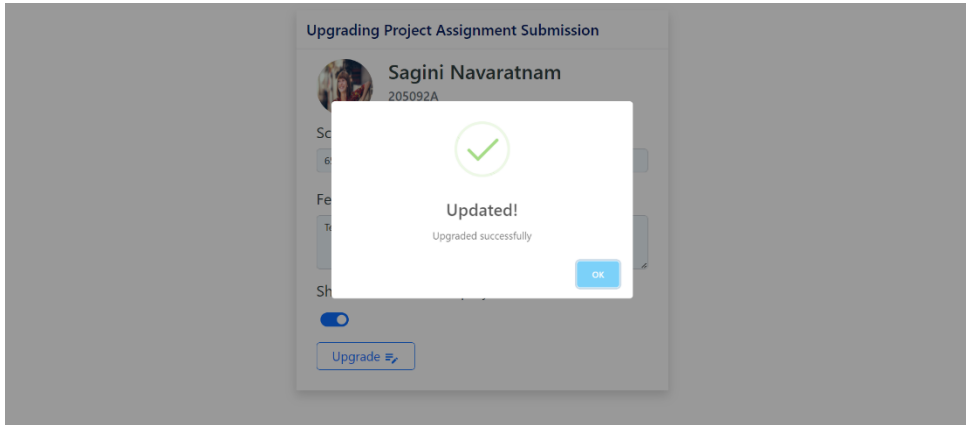 Upgrading Project Assignment Submission
Sagini Navaratnam
205092A
Updated!
Upgraded successfully
OK
Upgrade